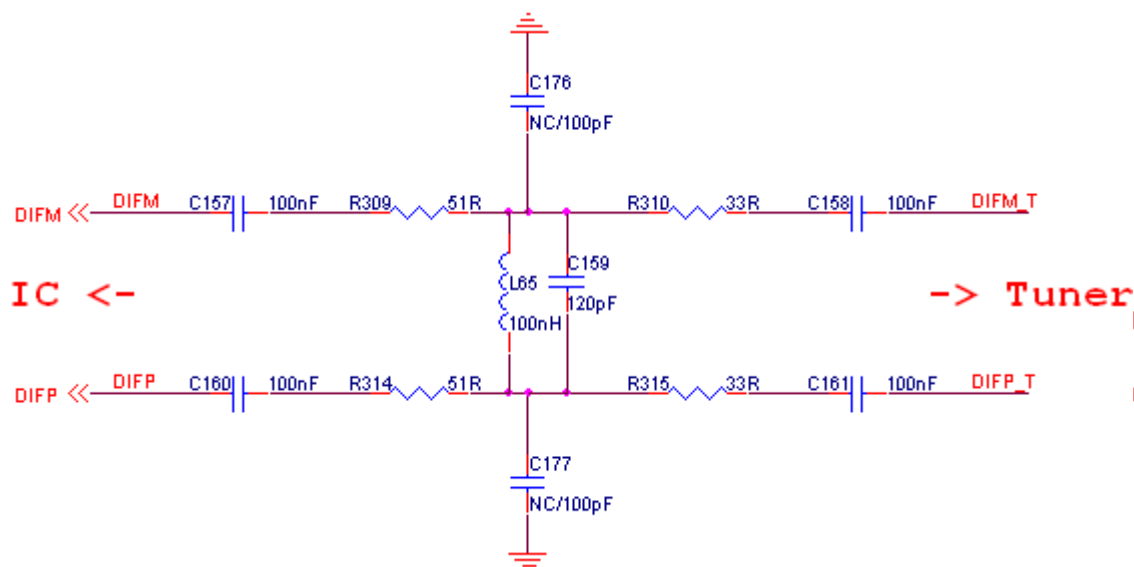 C176
NC/100pF
DIFM << DIFM C157 100nF R309 51R R310 33R C158 100nF DIFM_T
C159
L65
120pF
100nH
IC <- -> Tuner
DIFP << DIFP C160 100nF R314 51R R315 33R C161 100nF DIFP_T
C177
NC/100pF